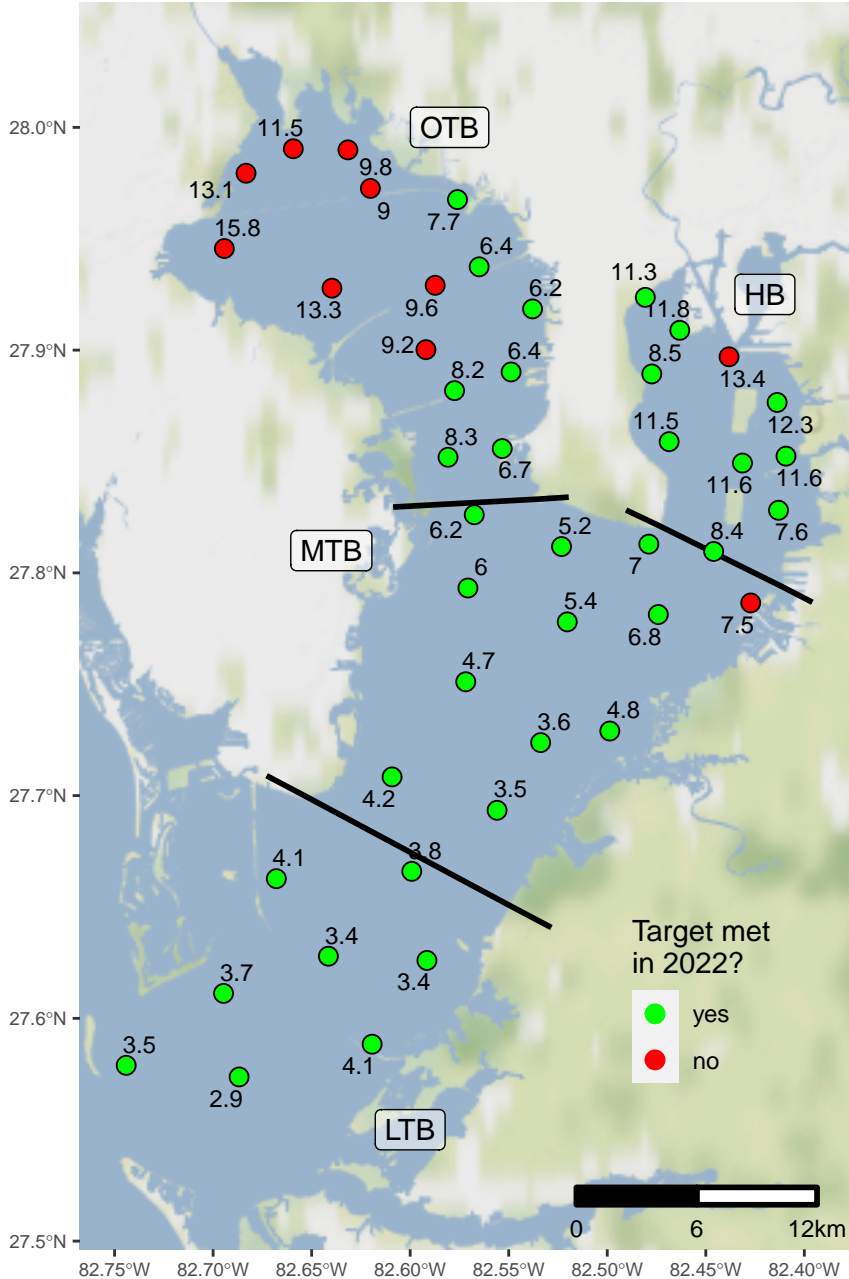 28.0°N
27.9°N
27.8°N
27.7°N
27.6°N
27.5°N
OTB
11.5
9.8
13.1
9
7.7
15.8
6.4
11.3
HB
6.2
11.8
13.3
9.6
9.2
8.2
6.4
8.5
13.4
12.3
8.3
6.7
11.5
11.6
11.6
MTB
6.2
5.2
7
8.4
7.6
6
5.4
6.8
7.5
4.7
3.6
4.8
4.2
3.5
4.1
3.8
3.4
3.4
3.7
3.5
2.9
4.1
LTB
Target met
in 2022?
yes
no
0 6 12km
82.75°W 82.70°W 82.65°W 82.60°W 82.55°W 82.50°W 82.45°W 82.40°W